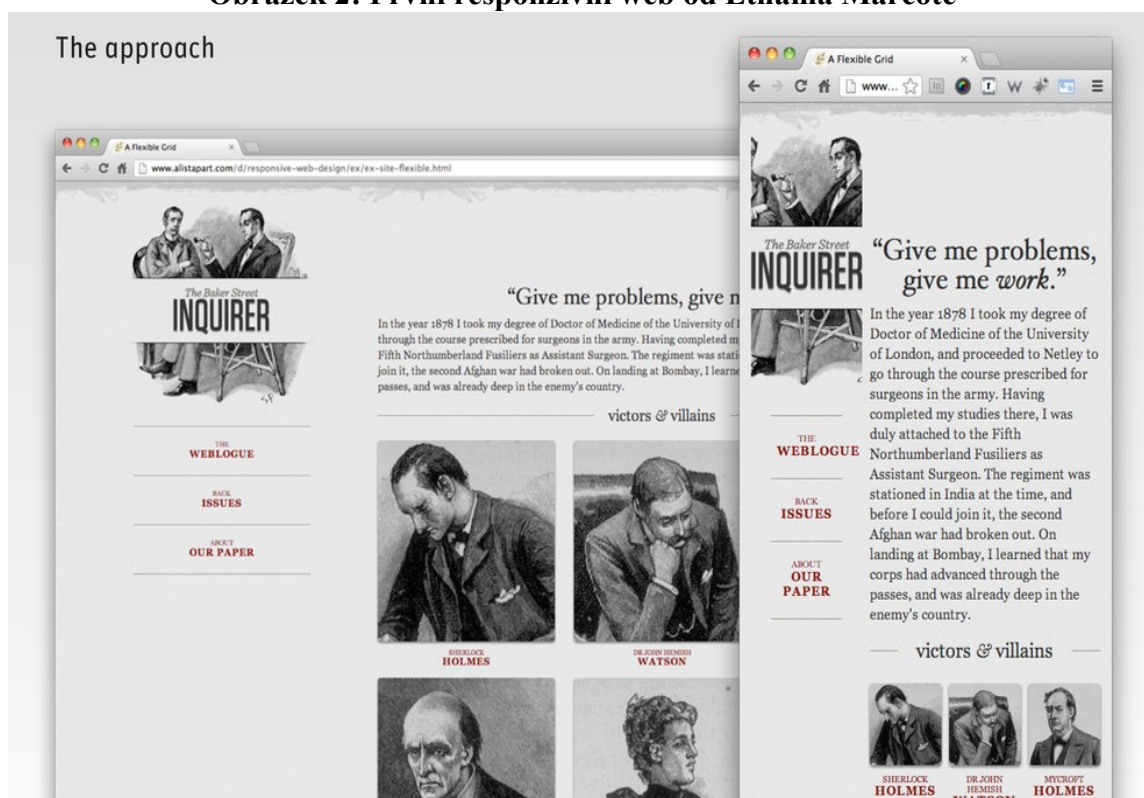 Obrázek 2: První responzivní web od Ethania Marcote
The approach
A Flexible Grid
www.alistapart.com/d/responsive-web-design/ex/ex-site-flexible.html
The Baker Street
INQUIRER
THE
WEBLOGUE
BACK
ISSUES
ABOUT
OUR PAPER
“Give me problems, give m
In the year 1878 I took my degree of Doctor of Medicine of the University of
through the course prescribed for surgeons in the army. Having completed m
Fifth Northumberland Fusiliers as Assistant Surgeon. The regiment was stati
join it, the second Afghan war had broken out. On landing at Bombay, I learne
passes, and was already deep in the enemy’s country.
victors & villains
SHERLOCK
HOLMES
DR JOHN HEMISH
WATSON
A Flexible Grid
www...
The Baker Street
INQUIRER
THE
WEBLOGUE
BACK
ISSUES
ABOUT
OUR
PAPER
“Give me problems,
give me work.”
In the year 1878 I took my degree of
Doctor of Medicine of the University
of London, and proceeded to Netley to
go through the course prescribed for
surgeons in the army. Having
completed my studies there, I was
duly attached to the Fifth
Northumberland Fusiliers as
Assistant Surgeon. The regiment was
stationed in India at the time, and
before I could join it, the second
Afghan war had broken out. On
landing at Bombay, I learned that my
corps had advanced through the
passes, and was already deep in the
enemy’s country.
victors & villains
SHERLOCK
HOLMES
DR JOHN
HEMISH
WATSON
MYCROFT
HOLMES